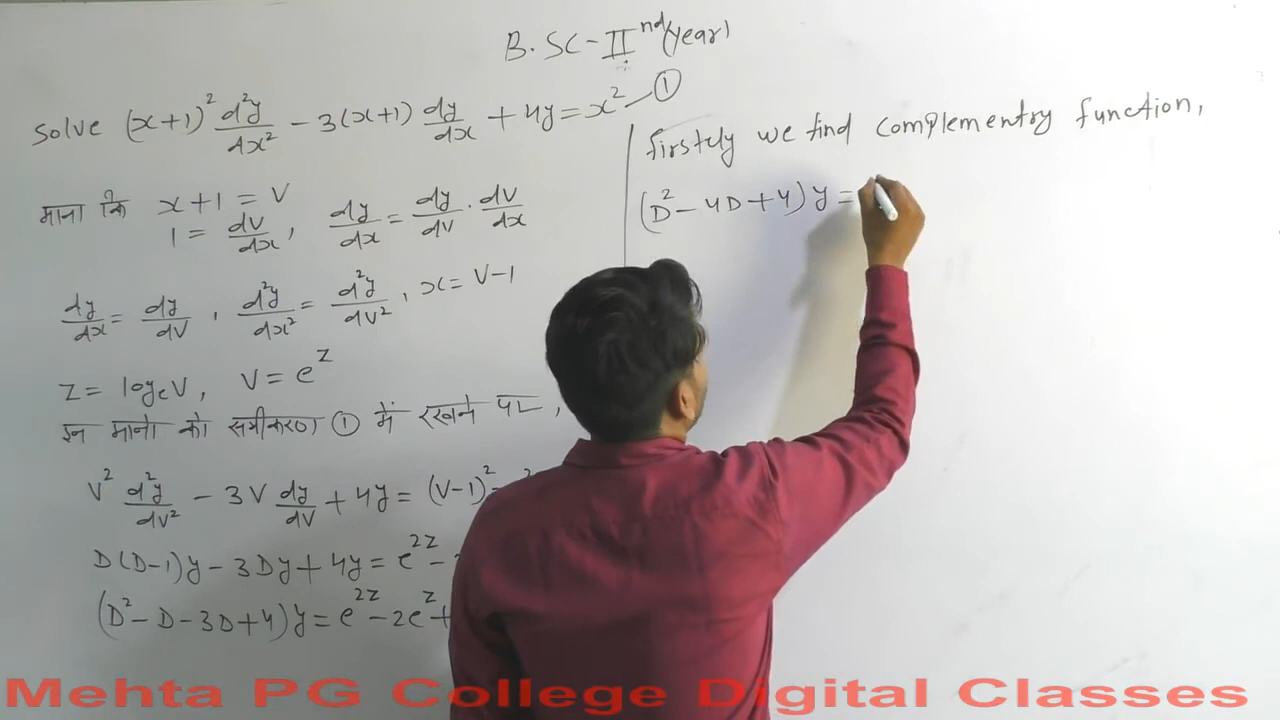 B.SC-IInd(year)
Solve (x+1)² d²y/dx² - 3(x+1) dy/dx + 4y = x² — ①
माना कि x+1 = V
1 = dV/dx, dy/dx = dy/dV · dV/dx
dy/dx = dy/dV, d²y/dx² = d²y/dV², x = V-1
z = logₑV, V = e^z
इन मानो को समीकरण ① में रखने पर,
V² d²y/dV² - 3V dy/dV + 4y = (V-1)² =
D(D-1)y - 3Dy + 4y = e^2z -
(D² - D - 3D + 4)y = e^2z - 2e^z +
firstely we find complementry function,
(D² - 4D + 4)y =
Mehta PG College Digital Classes